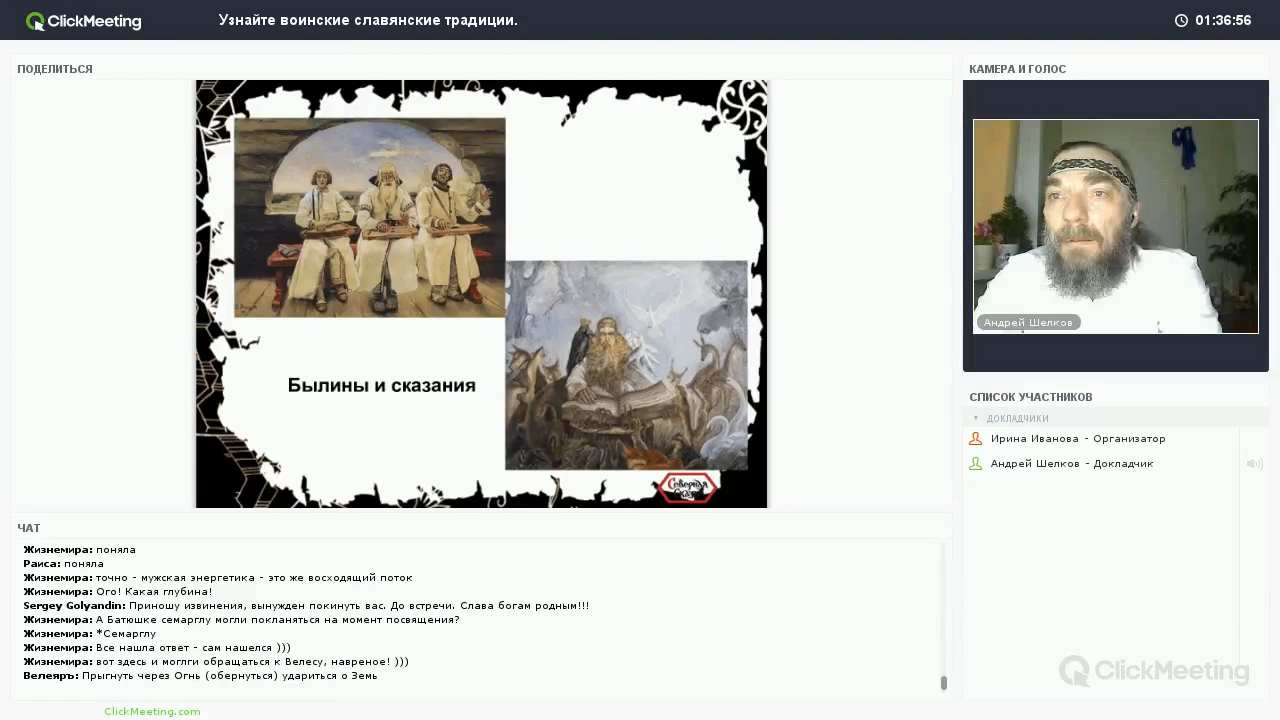 ClickMeeting
Узнайте воинские славянские традиции.
01:36:56
ПОДЕЛИТЬСЯ
Былины и сказания
Северная
Сказка
КАМЕРА И ГОЛОС
Андрей Шелков
СПИСОК УЧАСТНИКОВ
ДОКЛАДЧИКИ
Ирина Иванова - Организатор
Андрей Шелков - Докладчик
ЧАТ
Жизнемира: поняла
Раиса: поняла
Жизнемира: точно - мужская энергетика - это же восходящий поток
Жизнемира: Ого! Какая глубина!
Sergey Golyandin: Приношу извинения, вынужден покинуть вас. До встречи. Слава богам родным!!!
Жизнемира: А Батюшке семарглу могли покланяться на момент посвящения?
Жизнемира: *Семарглу
Жизнемира: Все нашла ответ - сам нашелся )))
Жизнемира: вот здесь и моглги обращаться к Велесу, навреное! )))
Велеяръ: Прыгнуть через Огнь (обернуться) удариться о Земь
ClickMeeting
ClickMeeting.com